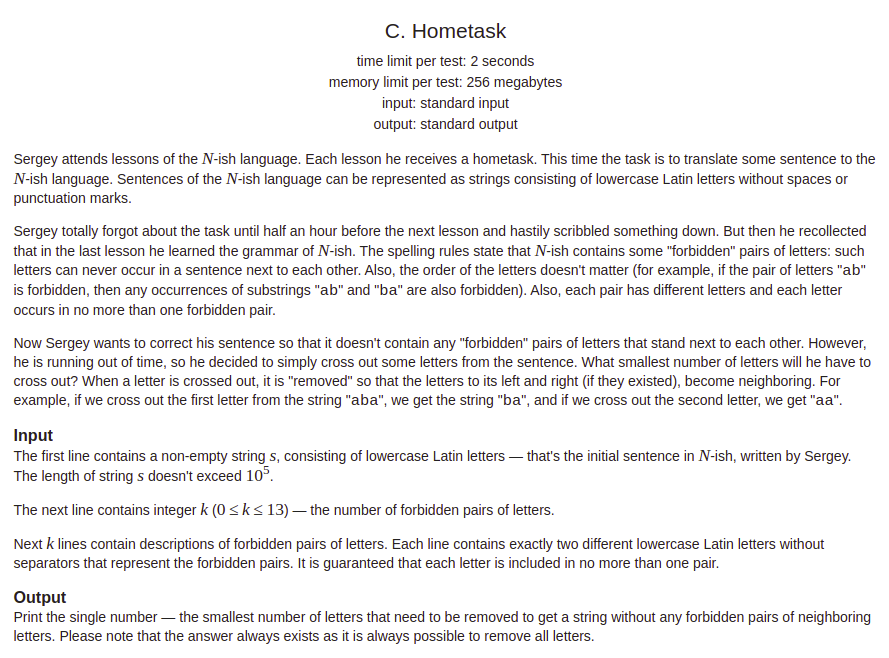 C. Hometask
time limit per test: 2 seconds
memory limit per test: 256 megabytes
input: standard input
output: standard output
Sergey attends lessons of the N-ish language. Each lesson he receives a hometask. This time the task is to translate some sentence to the
N-ish language. Sentences of the N-ish language can be represented as strings consisting of lowercase Latin letters without spaces or
punctuation marks.
Sergey totally forgot about the task until half an hour before the next lesson and hastily scribbled something down. But then he recollected
that in the last lesson he learned the grammar of N-ish. The spelling rules state that N-ish contains some "forbidden" pairs of letters: such
letters can never occur in a sentence next to each other. Also, the order of the letters doesn't matter (for example, if the pair of letters "ab"
is forbidden, then any occurrences of substrings "ab" and "ba" are also forbidden). Also, each pair has different letters and each letter
occurs in no more than one forbidden pair.
Now Sergey wants to correct his sentence so that it doesn't contain any "forbidden" pairs of letters that stand next to each other. However,
he is running out of time, so he decided to simply cross out some letters from the sentence. What smallest number of letters will he have to
cross out? When a letter is crossed out, it is "removed" so that the letters to its left and right (if they existed), become neighboring. For
example, if we cross out the first letter from the string "aba", we get the string "ba", and if we cross out the second letter, we get "aa".
Input
The first line contains a non-empty string s, consisting of lowercase Latin letters — that's the initial sentence in N-ish, written by Sergey.
The length of string s doesn't exceed 10^5.
The next line contains integer k (0 ≤ k ≤ 13) — the number of forbidden pairs of letters.
Next k lines contain descriptions of forbidden pairs of letters. Each line contains exactly two different lowercase Latin letters without
separators that represent the forbidden pairs. It is guaranteed that each letter is included in no more than one pair.
Output
Print the single number — the smallest number of letters that need to be removed to get a string without any forbidden pairs of neighboring
letters. Please note that the answer always exists as it is always possible to remove all letters.